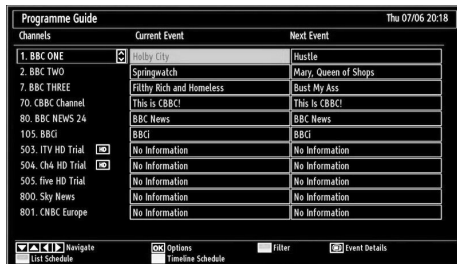 Programme Guide Thu 07/06 20:18
Channels Current Event Next Event
1. BBC ONE Holby City Hustle
2. BBC TWO Springwatch Mary, Queen of Shops
7. BBC THREE Filthy Rich and Homeless Bust My Ass
70. CBBC Channel This is CBBC! This Is CBBC!
80. BBC NEWS 24 BBC News BBC News
105. BBCi BBCi BBCi
503. ITV HD Trial HD No Information No Information
504. Ch4 HD Trial HD No Information No Information
505. five HD Trial No Information No Information
800. Sky News No Information No Information
801. CNBC Europe No Information No Information
Navigate OK Options Filter Event Details
List Schedule Timeline Schedule